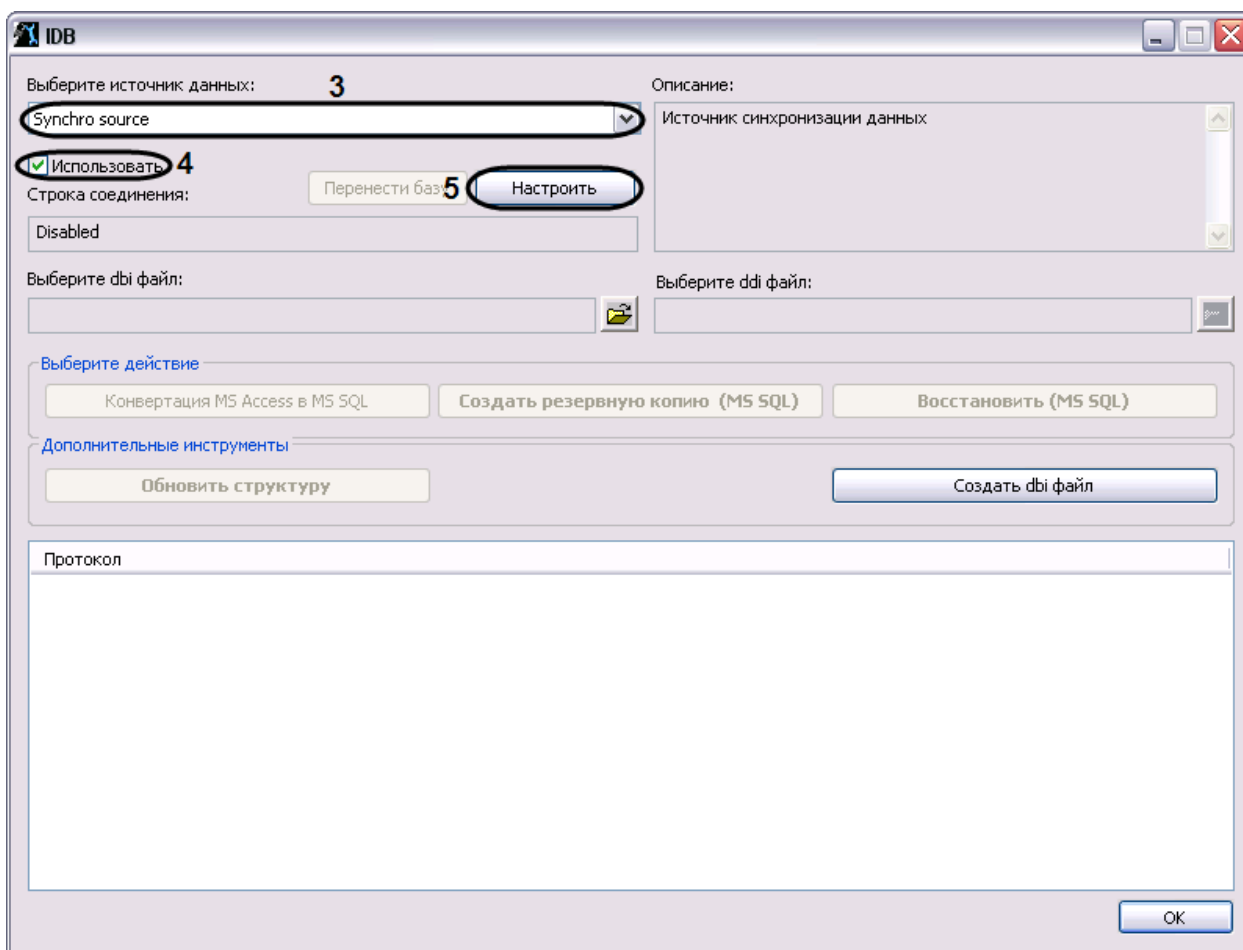 IDB
Выберите источник данных:
3
Описание:
Synchro source
Источник синхронизации данных
Использовать
4
Перенести баз
5
Настроить
Строка соединения:
Disabled
Выберите dbi файл:
Выберите ddi файл:
Выберите действие
Конвертация MS Access в MS SQL
Создать резервную копию (MS SQL)
Восстановить (MS SQL)
Дополнительные инструменты
Обновить структуру
Создать dbi файл
Протокол
OK